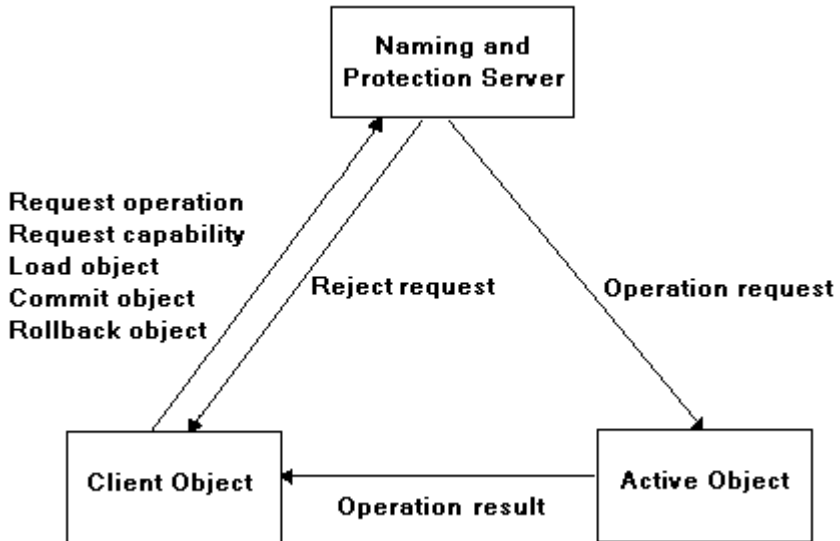 Naming and
Protection Server
Request operation
Request capability
Load object
Commit object
Rollback object
Reject request
Operation request
Client Object
Operation result
Active Object